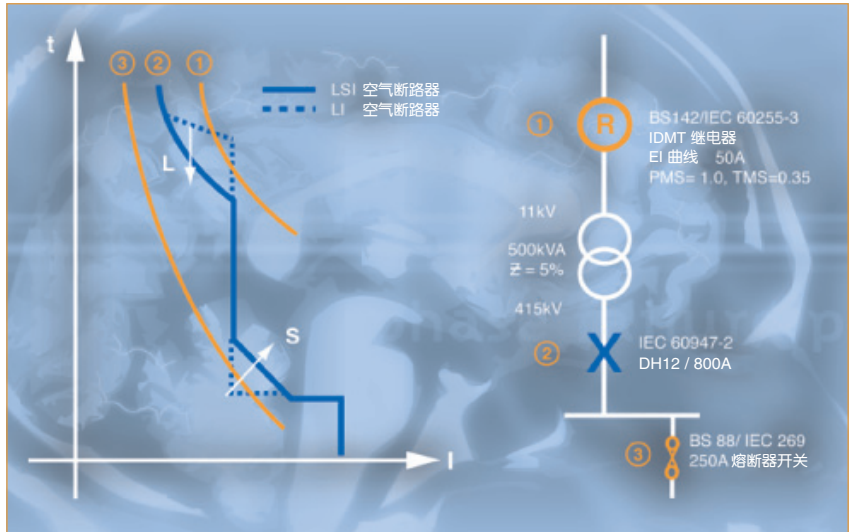 t
③ ② ①
LSI 空气断路器
LI 空气断路器
L
S
I
① R
BS142/IEC 60255-3
IDMT 继电器
EI 曲线 50A
PMS= 1.0, TMS=0.35
11kV
500kVA
Z = 5%
415kV
② X
IEC 60947-2
DH12 / 800A
③
BS 88/ IEC 269
250A 熔断器开关